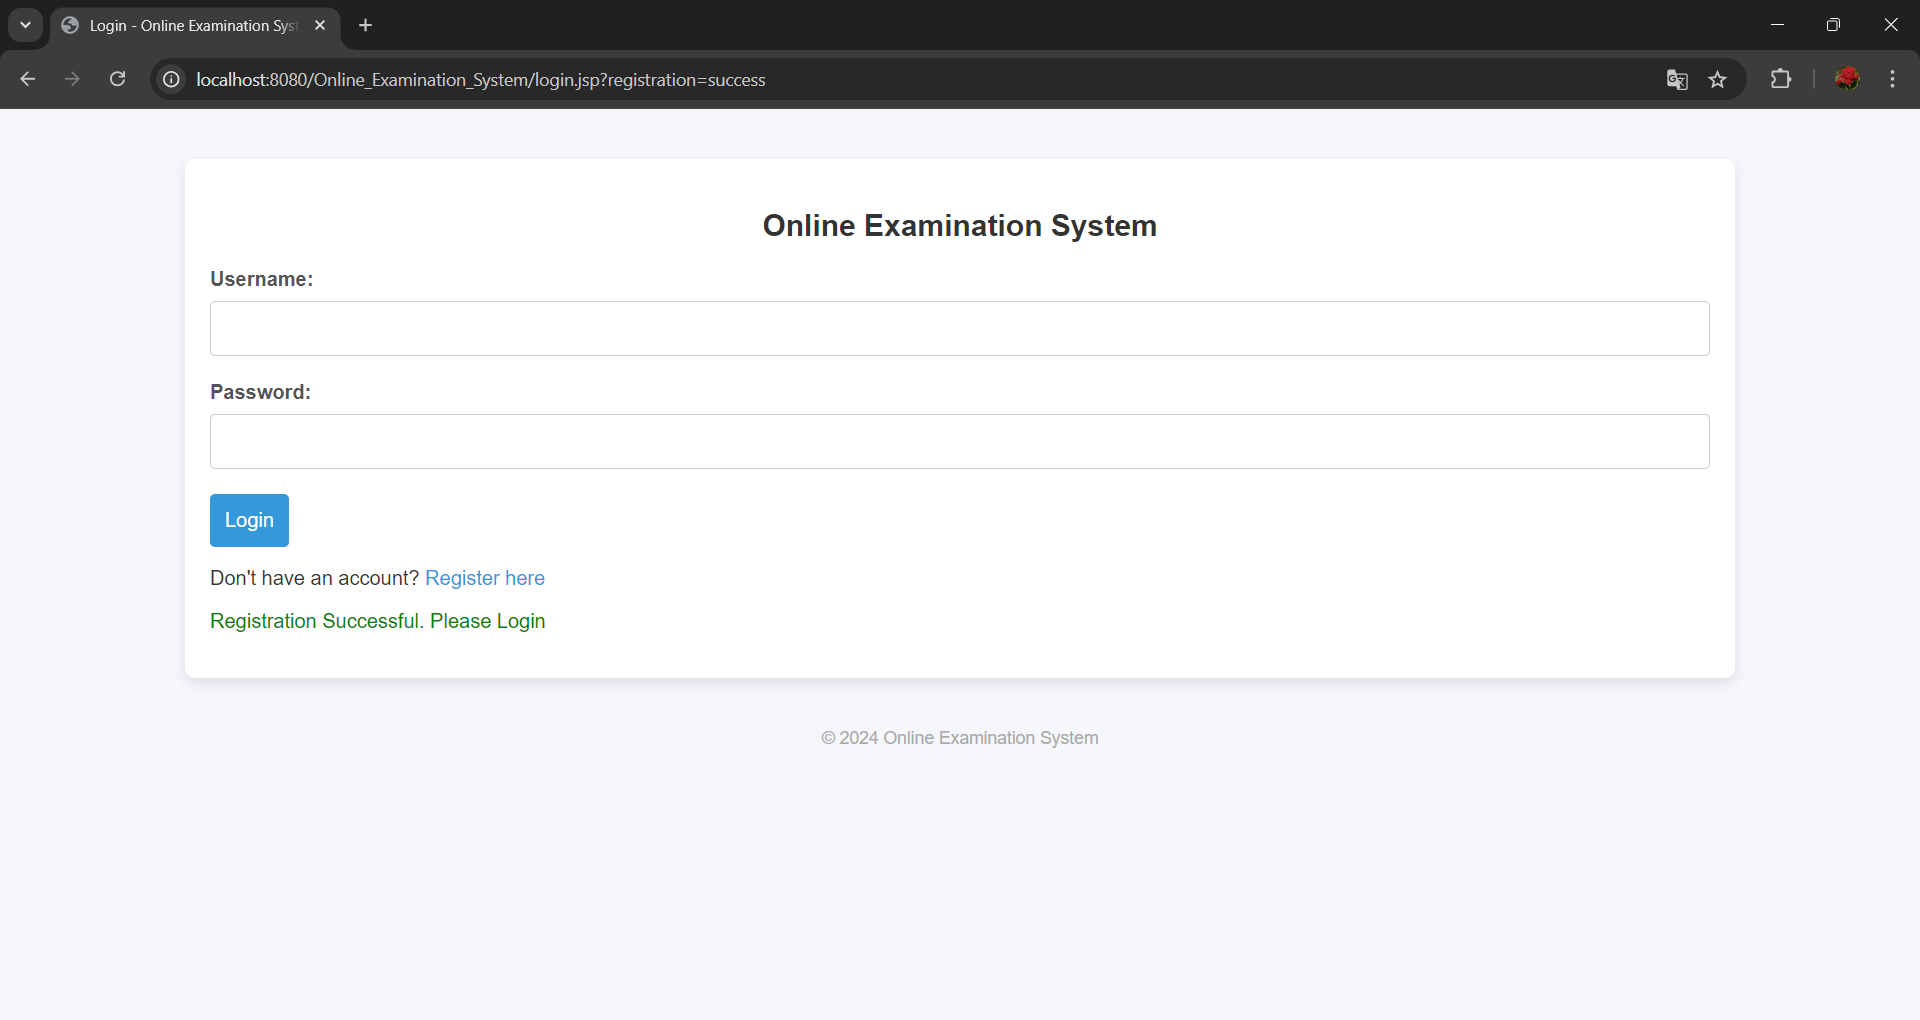 Login - Online Examination Syst
localhost:8080/Online_Examination_System/login.jsp?registration=success
Online Examination System
Username:
Password:
Login
Don't have an account? Register here
Registration Successful. Please Login
© 2024 Online Examination System